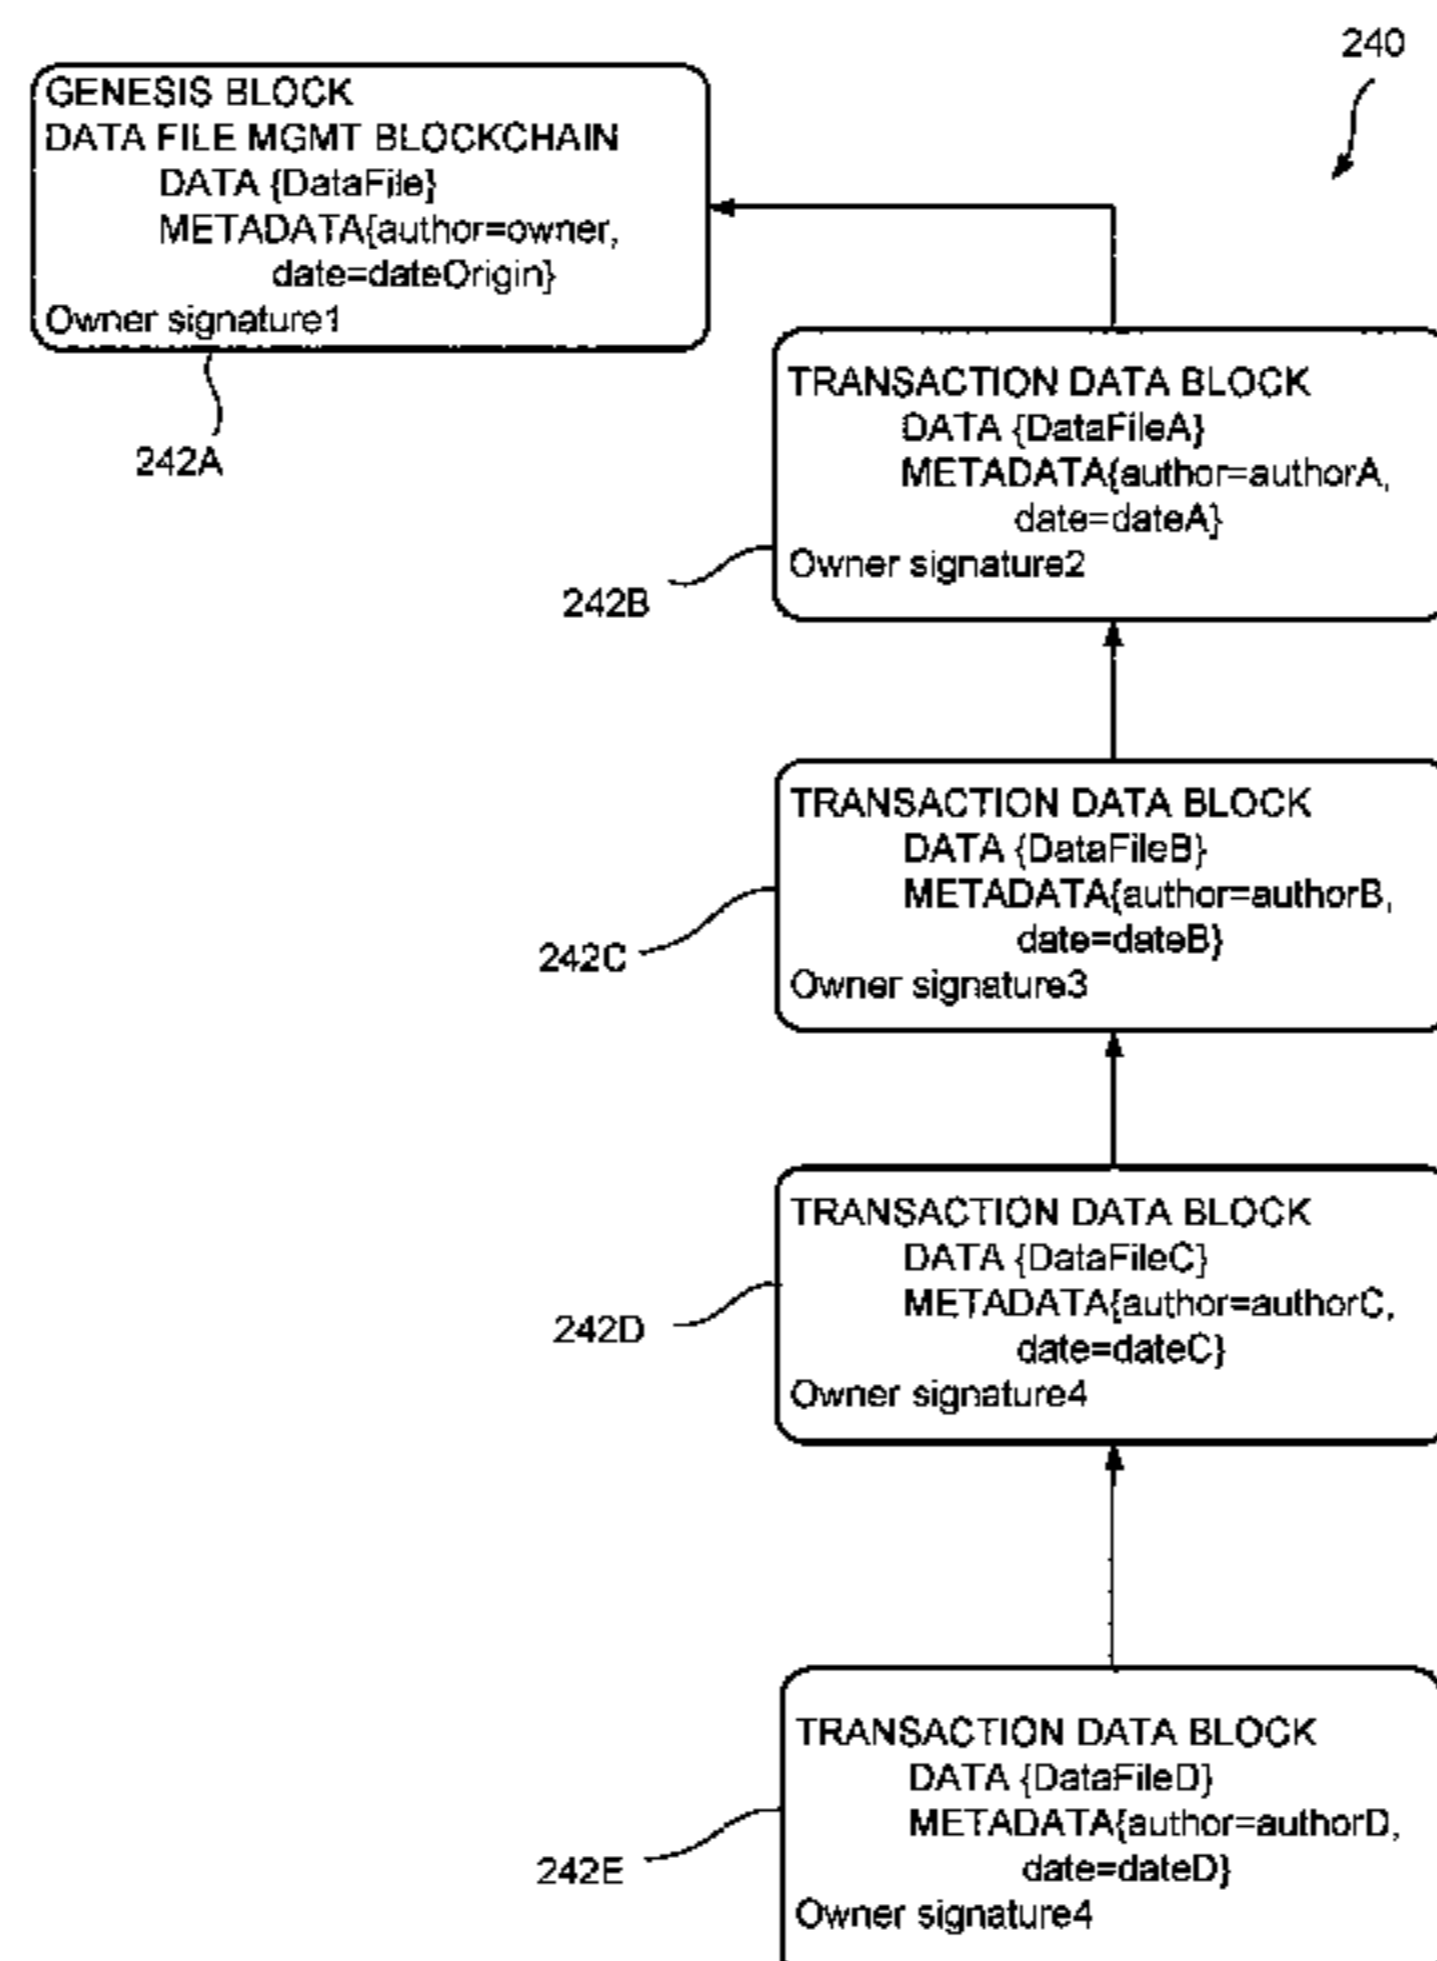 240
GENESIS BLOCK
DATA FILE MGMT BLOCKCHAIN
DATA {DataFile}
METADATA{author=owner,
date=dateOrigin}
Owner signature1
242A
TRANSACTION DATA BLOCK
DATA {DataFileA}
METADATA{author=authorA,
date=dateA}
Owner signature2
242B
TRANSACTION DATA BLOCK
DATA {DataFileB}
METADATA{author=authorB,
date=dateB}
Owner signature3
242C
TRANSACTION DATA BLOCK
DATA {DataFileC}
METADATA{author=authorC,
date=dateC}
Owner signature4
242D
TRANSACTION DATA BLOCK
DATA {DataFileD}
METADATA{author=authorD,
date=dateD}
Owner signature4
242E